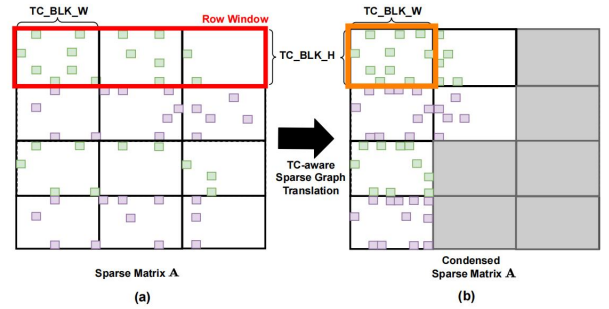 TC_BLK_W
Row Window
TC_BLK_W
TC_BLK_H
TC-aware
Sparse Graph
Translation
Sparse Matrix A
Condensed
Sparse Matrix A
(a)
(b)